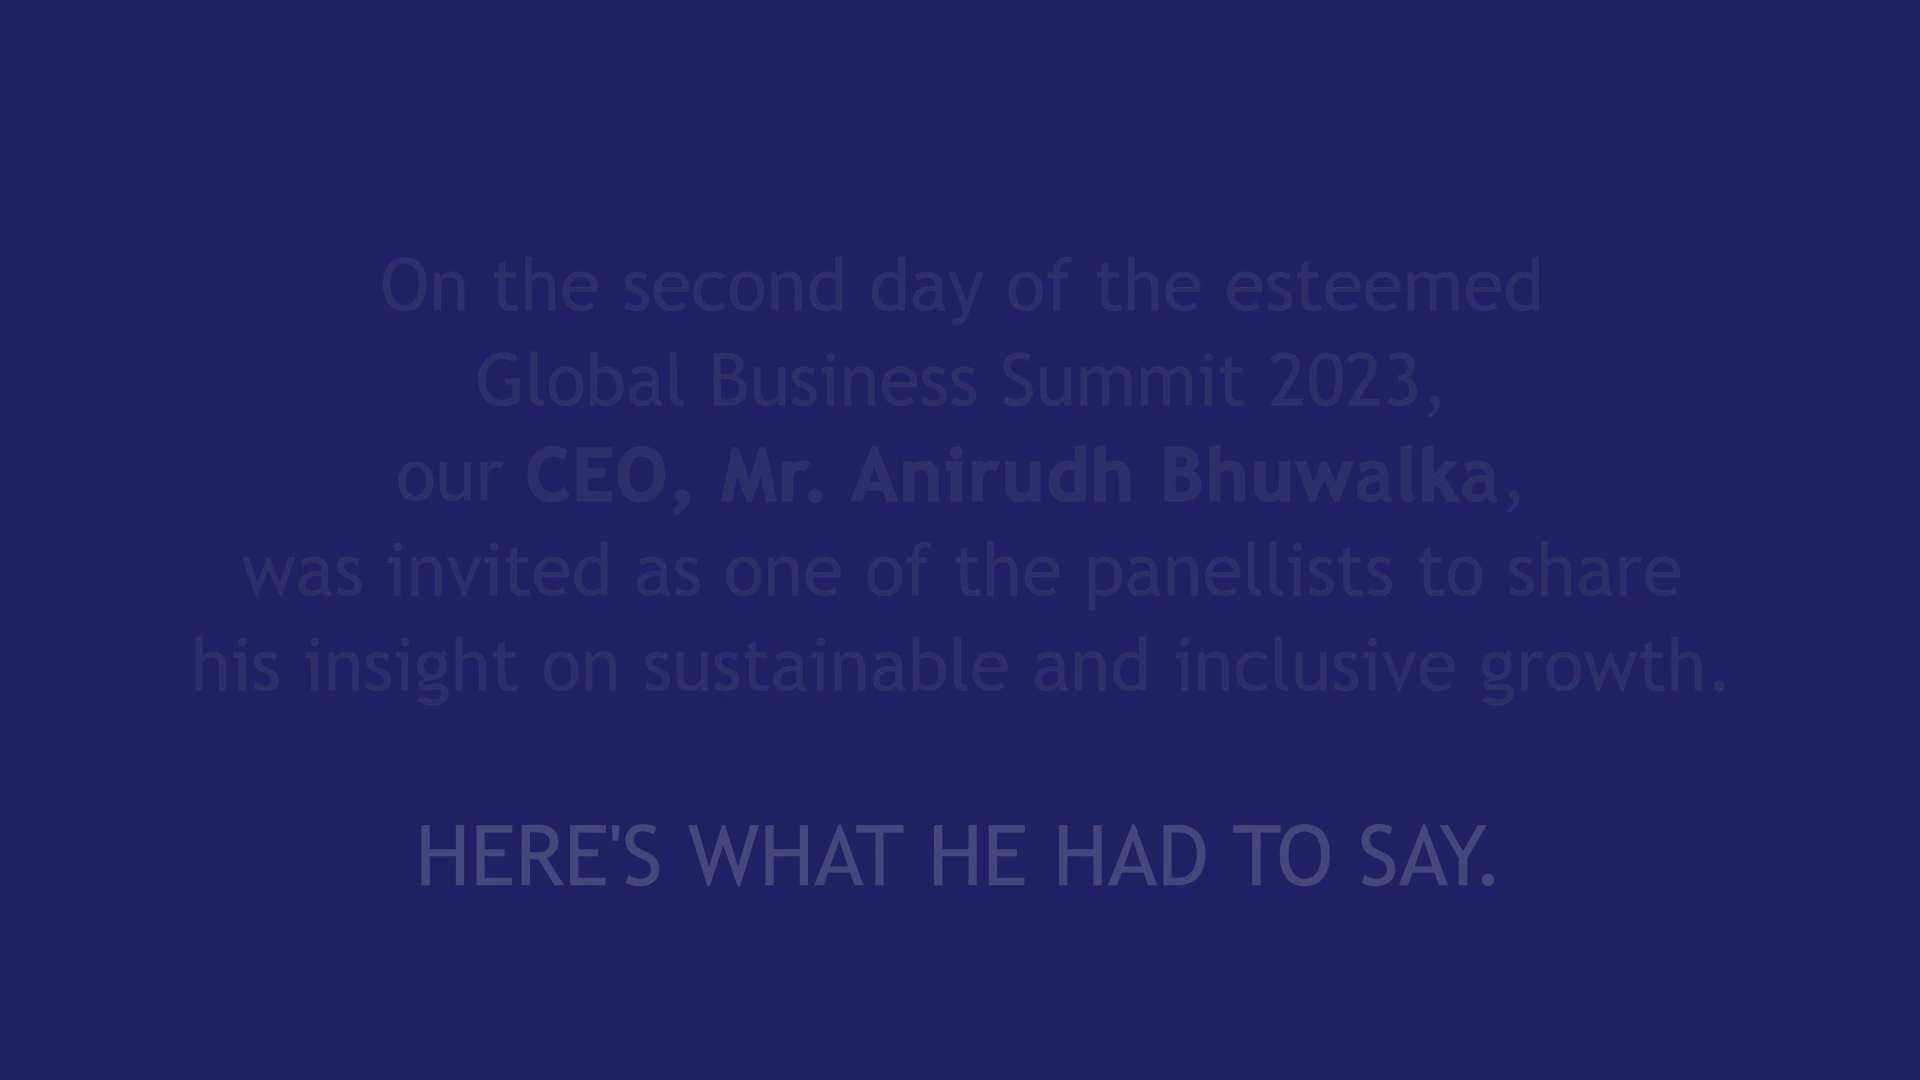 On the second day of the esteemed
Global Business Summit 2023,
our CEO, Mr. Anirudh Bhuwalka,
was invited as one of the panellists to share
his insight on sustainable and inclusive growth.
HERE'S WHAT HE HAD TO SAY.